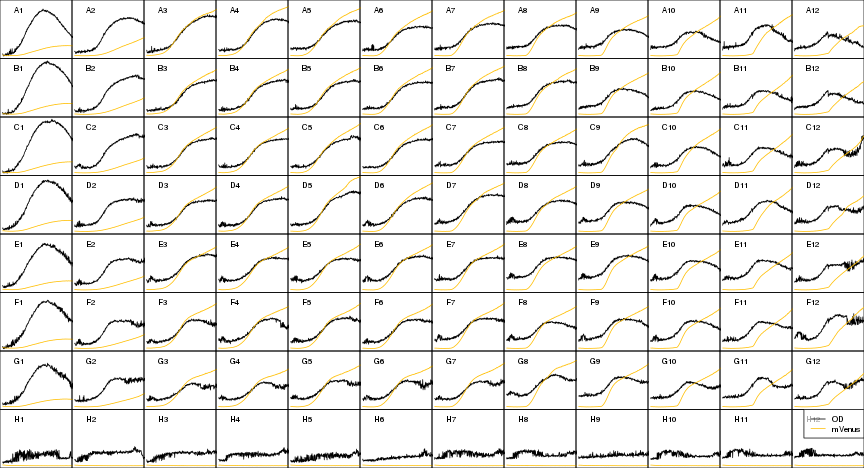 A1 A2 A3 A4 A5 A6 A7 A8 A9 A10 A11 A12
B1 B2 B3 B4 B5 B6 B7 B8 B9 B10 B11 B12
C1 C2 C3 C4 C5 C6 C7 C8 C9 C10 C11 C12
D1 D2 D3 D4 D5 D6 D7 D8 D9 D10 D11 D12
E1 E2 E3 E4 E5 E6 E7 E8 E9 E10 E11 E12
F1 F2 F3 F4 F5 F6 F7 F8 F9 F10 F11 F12
G1 G2 G3 G4 G5 G6 G7 G8 G9 G10 G11 G12
H1 H2 H3 H4 H5 H6 H7 H8 H9 H10 H11 H12
OD
mVenus